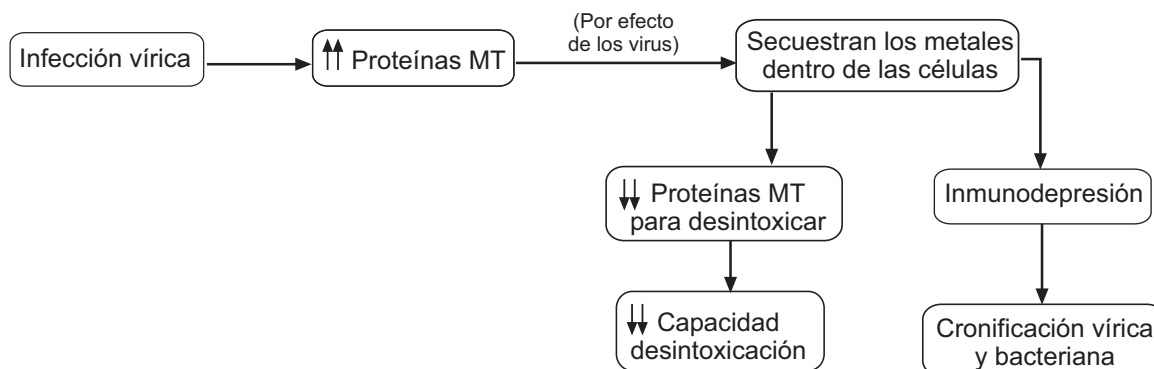 Infección vírica
↑↑ Proteínas MT
(Por efecto
de los virus)
Secuestran los metales
dentro de las células
↓↓ Proteínas MT
para desintoxicar
↓↓ Capacidad
desintoxicación
Inmunodepresión
Cronificación vírica
y bacteriana